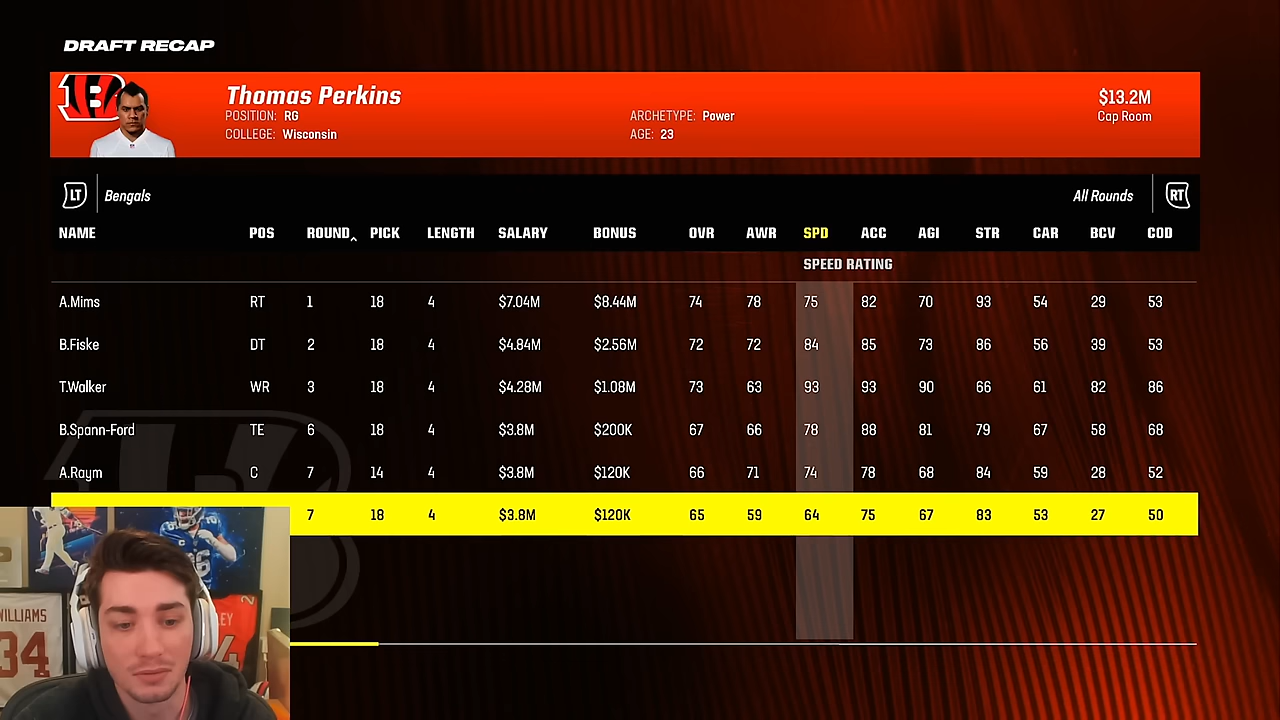 DRAFT RECAP
B
Thomas Perkins
POSITION: RG
COLLEGE: Wisconsin
ARCHETYPE: Power
AGE: 23
$13.2M
Cap Room
LT Bengals
All Rounds RT
NAME POS ROUND PICK LENGTH SALARY BONUS OVR AWR SPD ACC AGI STR CAR BCV COD
SPEED RATING
A.Mims RT 1 18 4 $7.04M $8.44M 74 78 75 82 70 93 54 29 53
B.Fiske DT 2 18 4 $4.84M $2.56M 72 72 84 85 73 86 56 39 53
T.Walker WR 3 18 4 $4.28M $1.08M 73 63 93 93 90 66 61 82 86
B.Spann-Ford TE 6 18 4 $3.8M $200K 67 66 78 88 81 79 67 58 68
A.Raym C 7 14 4 $3.8M $120K 66 71 74 78 68 84 59 28 52
7 18 4 $3.8M $120K 65 59 64 75 67 83 53 27 50
WILLIAMS
34